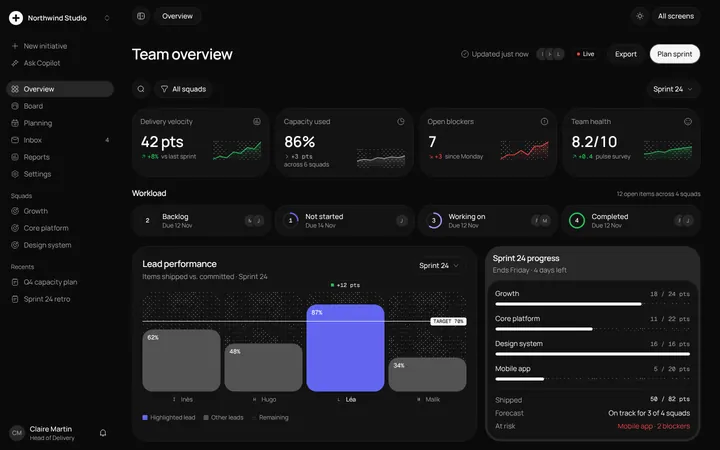 Northwind Studio
New initiative
Ask Copilot
Overview
Board
Planning
Inbox 4
Reports
Settings
Squads
Growth
Core platform
Design system
Recents
Q4 capacity plan
Sprint 24 retro
CM
Claire Martin
Head of Delivery
Overview
All screens
Team overview
Updated just now
Live
Export
Plan sprint
All squads
Sprint 24
Delivery velocity
42 pts
+8% vs last sprint
Capacity used
86%
+3 pts
across 6 squads
Open blockers
7
+3 since Monday
Team health
8.2/10
+0.4 pulse survey
Workload
12 open items across 4 squads
2 Backlog
Due 12 Nov
1 Not started J
Due 14 Nov
3 Working on
Due 12 Nov
4 Completed
Due 12 Nov
Lead performance
Items shipped vs. committed · Sprint 24
Sprint 24
+12 pts
TARGET 70%
62%
48%
87%
34%
I Inès
H Hugo
L Léa
M Malik
Highlighted lead
Other leads
Remaining
Sprint 24 progress
Ends Friday · 4 days left
Growth 18 / 24 pts
Core platform 11 / 22 pts
Design system 16 / 16 pts
Mobile app 5 / 20 pts
Shipped 50 / 82 pts
Forecast On track for 3 of 4 squads
At risk Mobile app · 2 blockers